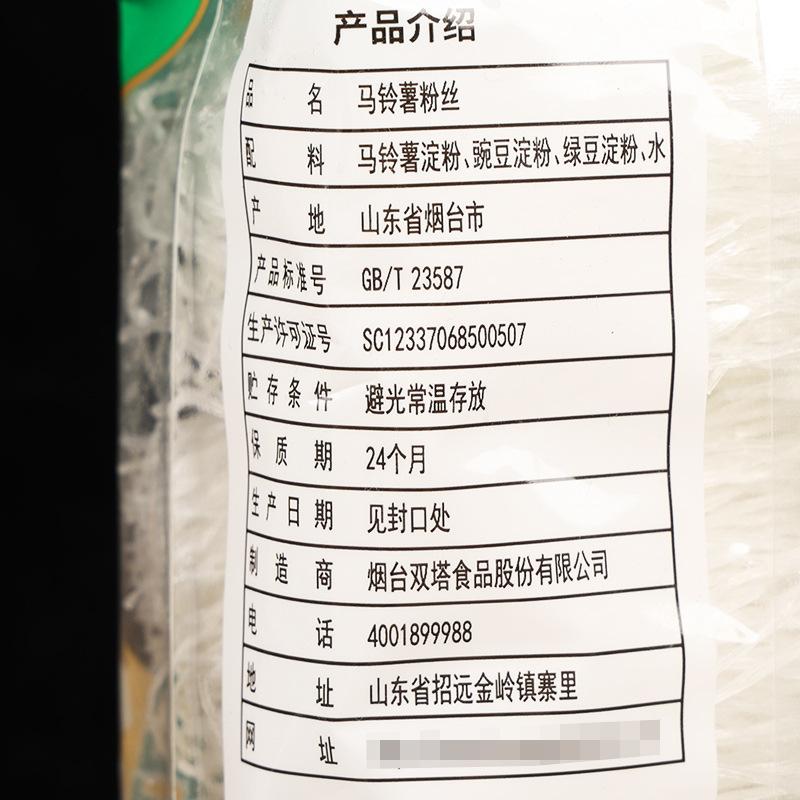 产品介绍
品名 马铃薯粉丝
配料 马铃薯淀粉、豌豆淀粉、绿豆淀粉、水
产地 山东省烟台市
产品标准号 GB/T 23587
生产许可证号 SC12337068500507
贮存条件 避光常温存放
保质期 24个月
生产日期 见封口处
制造商 烟台双塔食品股份有限公司
电话 4001899988
地址 山东省招远金岭镇寨里
网址